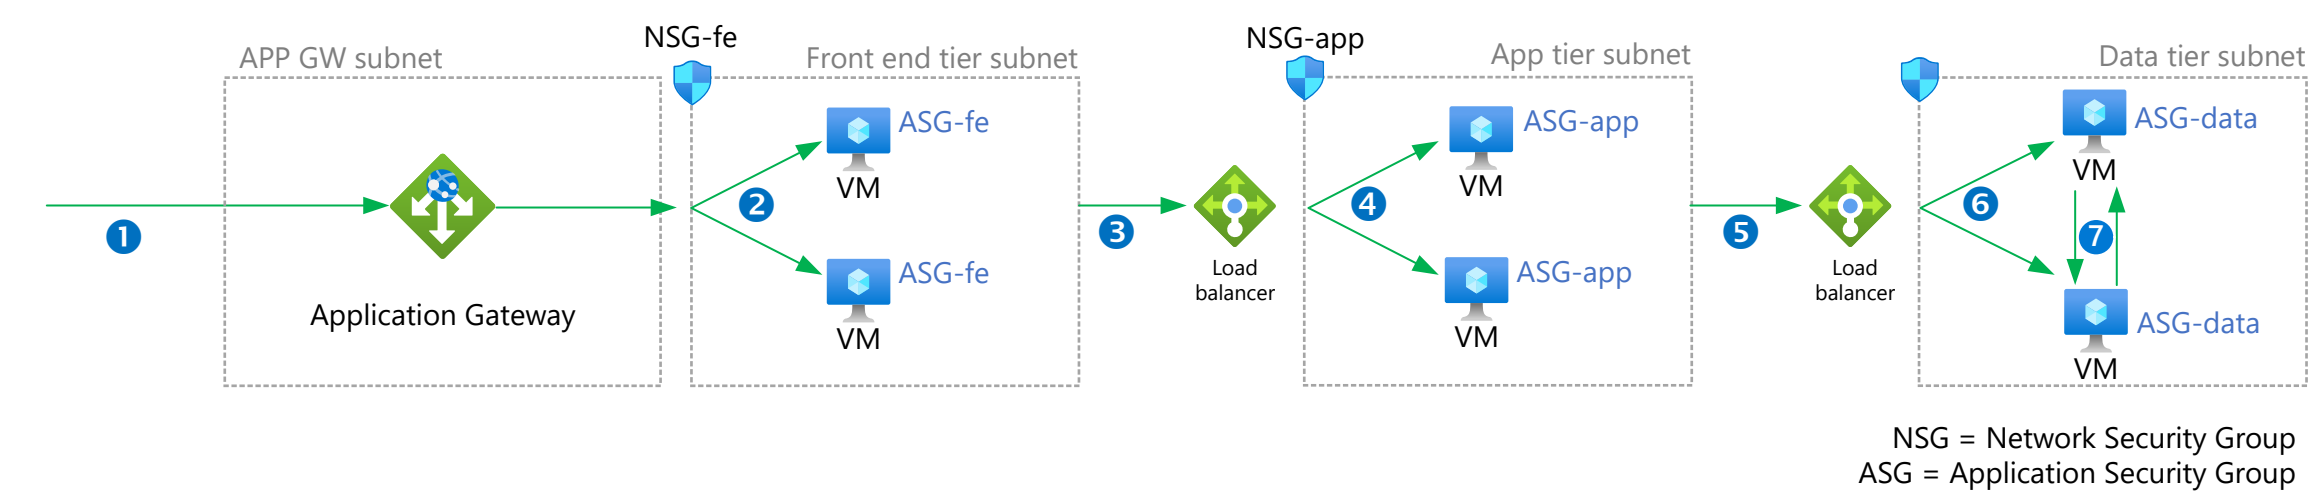 NSG-fe
NSG-app
APP GW subnet
Front end tier subnet
App tier subnet
Data tier subnet
ASG-fe
VM
ASG-app
VM
ASG-data
VM
1
2
3
4
5
6
7
ASG-fe
VM
Load
balancer
ASG-app
VM
Load
balancer
ASG-data
VM
Application Gateway
NSG = Network Security Group
ASG = Application Security Group